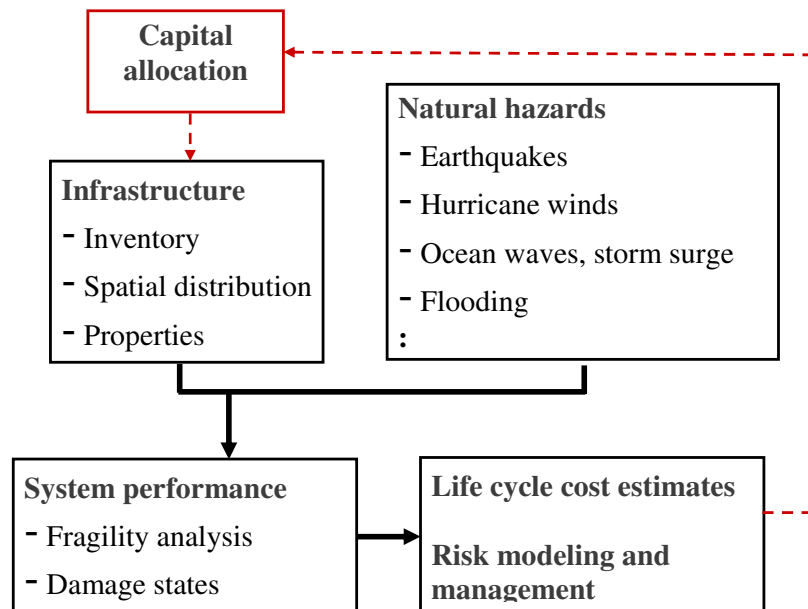 Capital
allocation
Natural hazards
- Earthquakes
- Hurricane winds
- Ocean waves, storm surge
- Flooding
:
Infrastructure
- Inventory
- Spatial distribution
- Properties
System performance
- Fragility analysis
- Damage states
Life cycle cost estimates
Risk modeling and
management